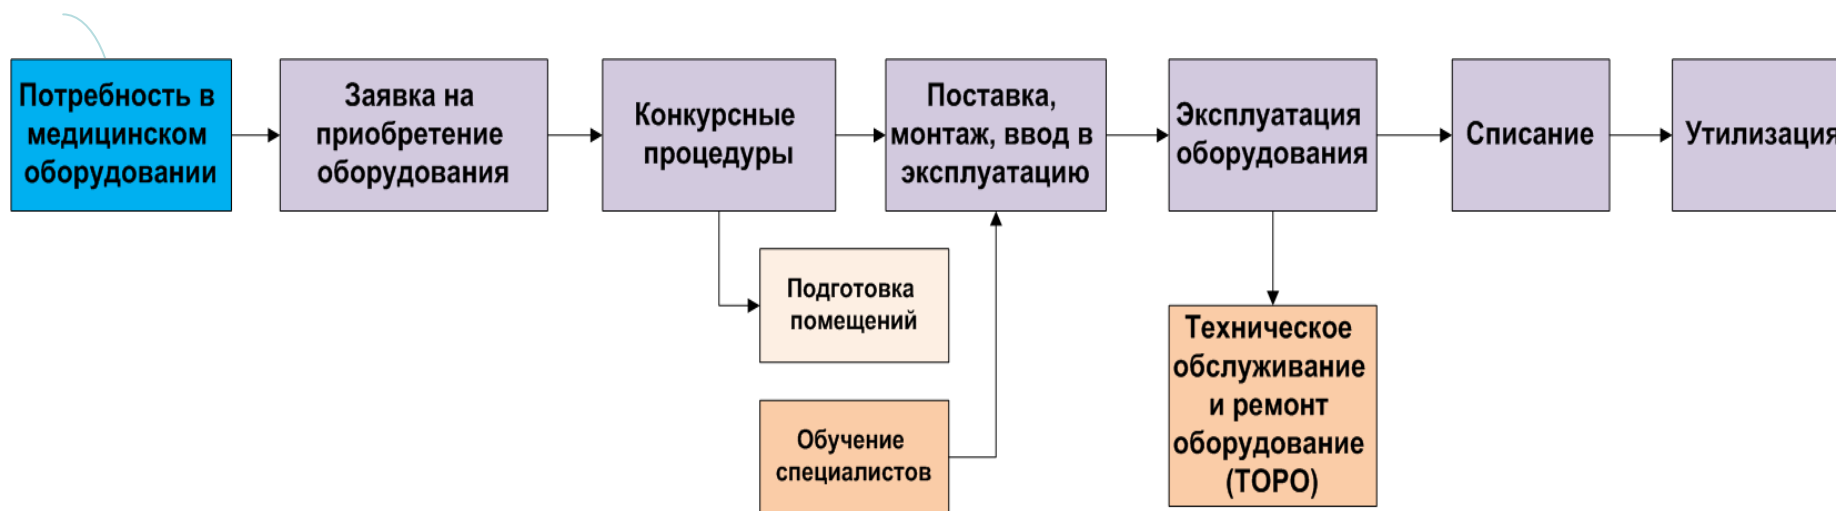 Потребность в
медицинском
оборудовании
Заявка на
приобретение
оборудования
Конкурсные
процедуры
Поставка,
монтаж, ввод в
эксплуатацию
Эксплуатация
оборудования
Списание
Утилизация
Подготовка
помещений
Обучение
специалистов
Техническое
обслуживание
и ремонт
оборудование
(ТОРО)